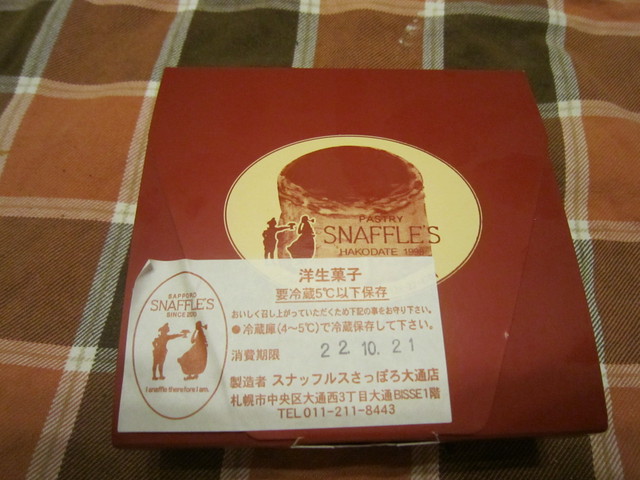 PASTRY
SNAFFLE'S
HAKODATE 1998
洋生菓子
要冷蔵5℃以下保存
おいしく召し上がっていただくため下記の事をお守り下さい。
●冷蔵庫(4～5℃)で冷蔵保存して下さい。
消費期限 22.10.21
製造者 スナッフルスさっぽろ大通店
札幌市中央区大通西3丁目大通BISSE1階
TEL 011-211-8443
SAPPORO
SNAFFLE'S
SINCE
I snaffle therefore I am.